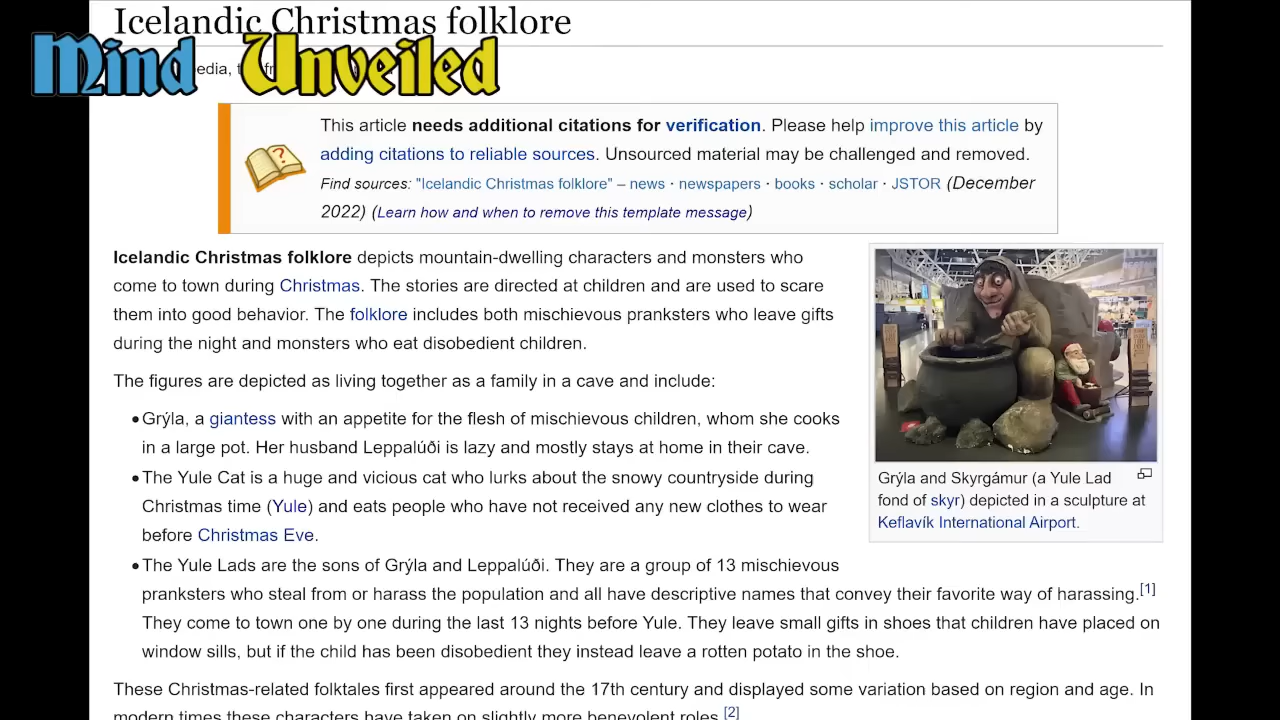 Icelandic Christmas folklore
Mind Unveiled
This article needs additional citations for verification. Please help improve this article by
adding citations to reliable sources. Unsourced material may be challenged and removed.
Find sources: "Icelandic Christmas folklore" – news · newspapers · books · scholar · JSTOR (December
2022) (Learn how and when to remove this template message)
Icelandic Christmas folklore depicts mountain-dwelling characters and monsters who
come to town during Christmas. The stories are directed at children and are used to scare
them into good behavior. The folklore includes both mischievous pranksters who leave gifts
during the night and monsters who eat disobedient children.
The figures are depicted as living together as a family in a cave and include:
• Grýla, a giantess with an appetite for the flesh of mischievous children, whom she cooks
in a large pot. Her husband Leppalúði is lazy and mostly stays at home in their cave.
• The Yule Cat is a huge and vicious cat who lurks about the snowy countryside during
Christmas time (Yule) and eats people who have not received any new clothes to wear
before Christmas Eve.
• The Yule Lads are the sons of Grýla and Leppalúði. They are a group of 13 mischievous
pranksters who steal from or harass the population and all have descriptive names that convey their favorite way of harassing.[1]
They come to town one by one during the last 13 nights before Yule. They leave small gifts in shoes that children have placed on
window sills, but if the child has been disobedient they instead leave a rotten potato in the shoe.
Grýla and Skyrgámur (a Yule Lad
fond of skyr) depicted in a sculpture at
Keflavík International Airport.
These Christmas-related folktales first appeared around the 17th century and displayed some variation based on region and age. In
modern times these characters have taken on slightly more benevolent roles.[2]